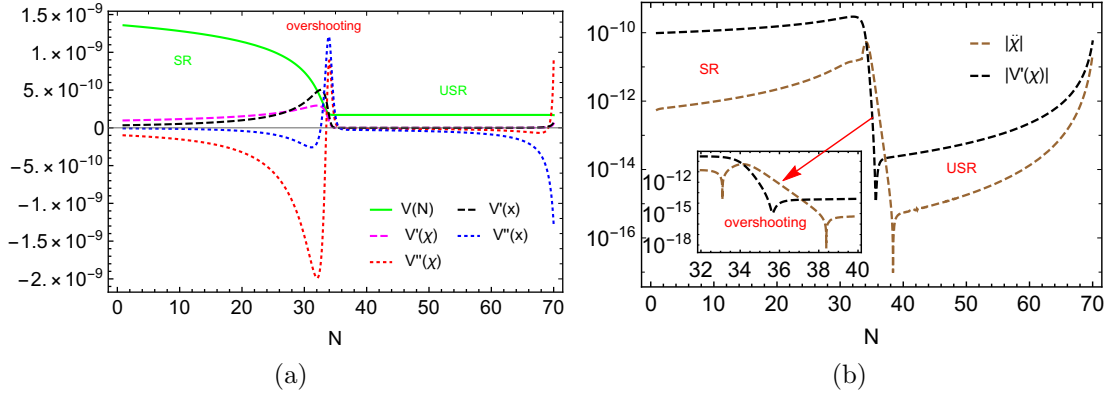 1.5×10⁻⁹
1.×10⁻⁹
5.×10⁻¹⁰
0
-5.×10⁻¹⁰
-1.×10⁻⁹
-1.5×10⁻⁹
-2.×10⁻⁹
overshooting
SR
USR
V(N)
V'(χ) V'(x)
V''(χ) V''(x)
0 10 20 30 40 50 60 70
N
(a)
10⁻¹⁰
10⁻¹²
10⁻¹⁴
10⁻¹⁶
|χ̈|
|V'(χ)|
SR
USR
10⁻¹²
10⁻¹⁵
10⁻¹⁸
overshooting
32 34 36 38 40
0 10 20 30 40 50 60 70
N
(b)